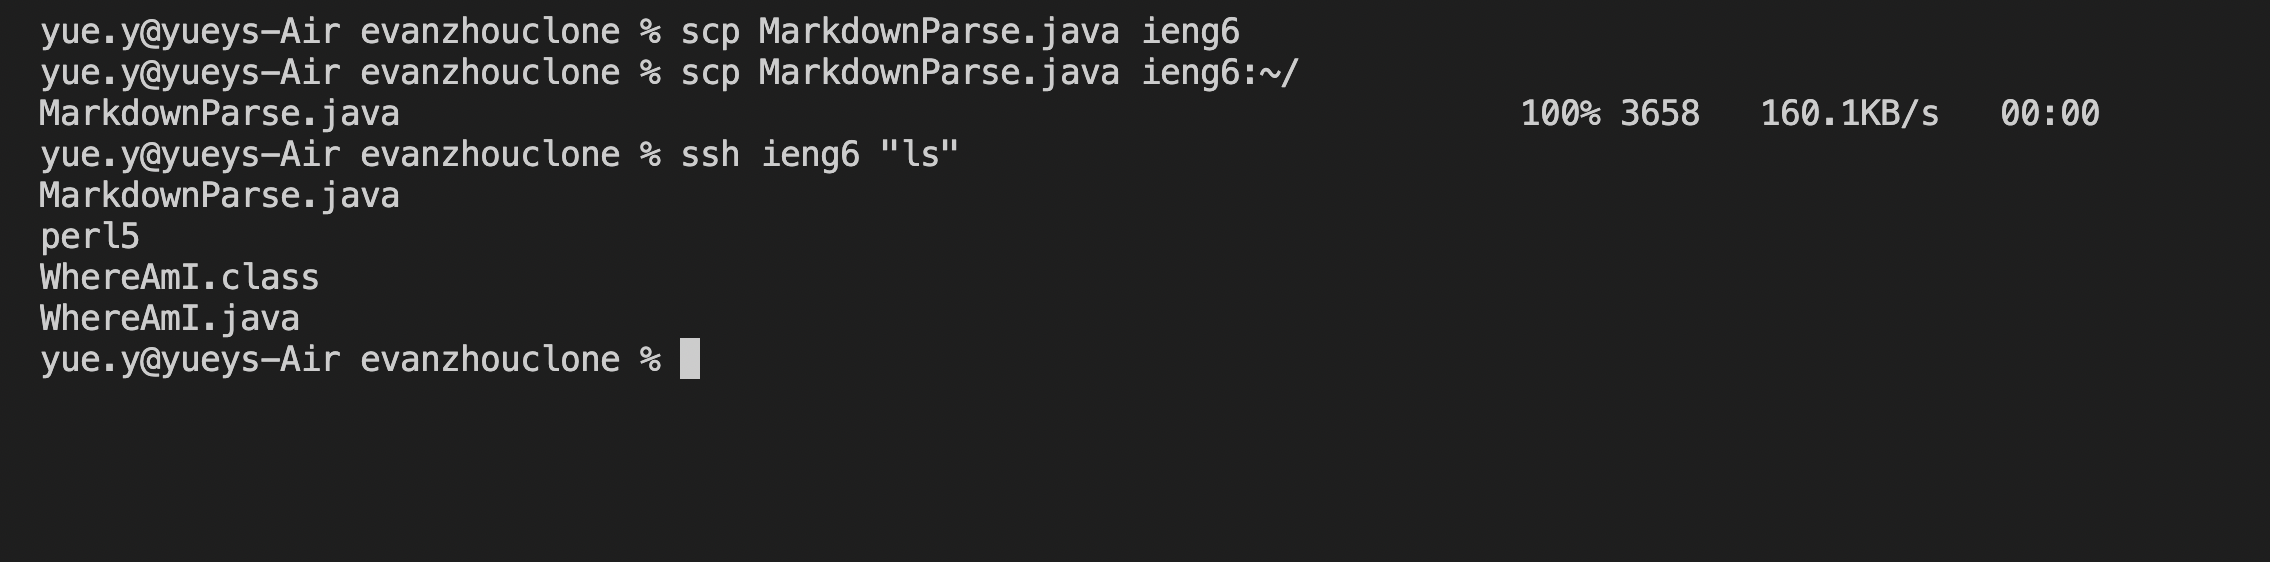 yue.y@yueys-Air evanzhouclone % scp MarkdownParse.java ieng6
yue.y@yueys-Air evanzhouclone % scp MarkdownParse.java ieng6:~/
MarkdownParse.java 100% 3658 160.1KB/s 00:00
yue.y@yueys-Air evanzhouclone % ssh ieng6 "ls"
MarkdownParse.java
perl5
WhereAmI.class
WhereAmI.java
yue.y@yueys-Air evanzhouclone %